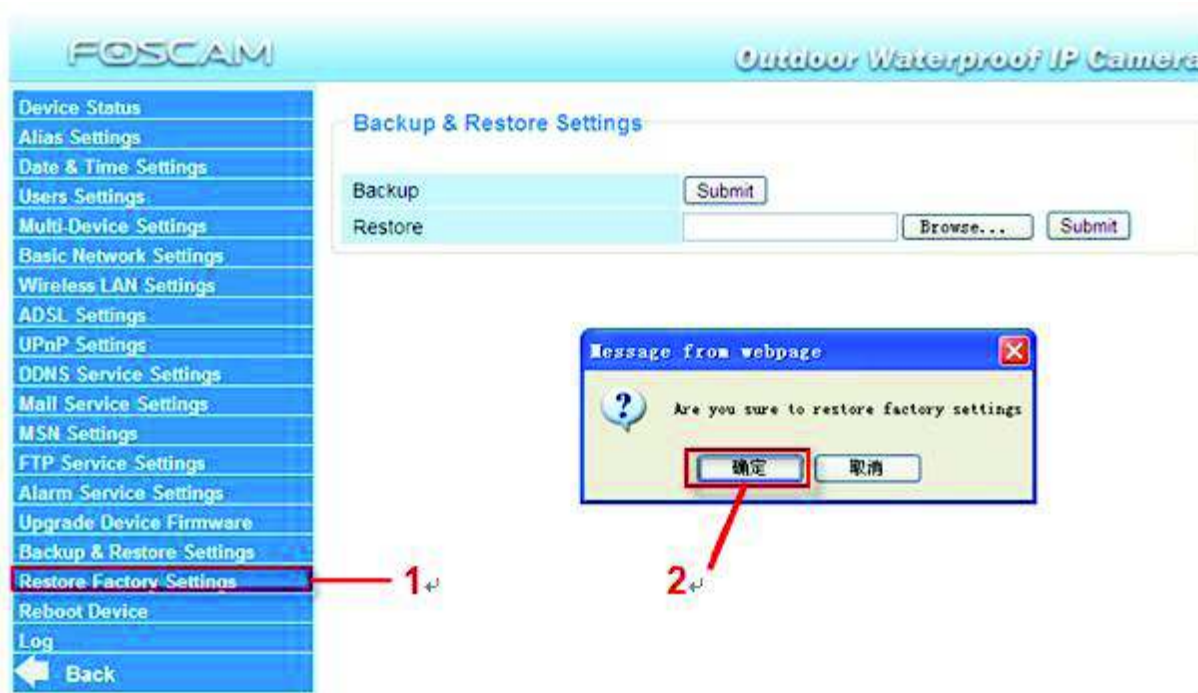 FOSCAM
Outdoor Waterproof IP Camera
Device Status
Alias Settings
Date & Time Settings
Users Settings
Multi-Device Settings
Basic Network Settings
Wireless LAN Settings
ADSL Settings
UPnP Settings
DDNS Service Settings
Mail Service Settings
MSN Settings
FTP Service Settings
Alarm Service Settings
Upgrade Device Firmware
Backup & Restore Settings
Restore Factory Settings
Reboot Device
Log
Back
Backup & Restore Settings
Backup Submit
Restore Browse... Submit
Message from webpage
Are you sure to restore factory settings
确定 取消
1
2